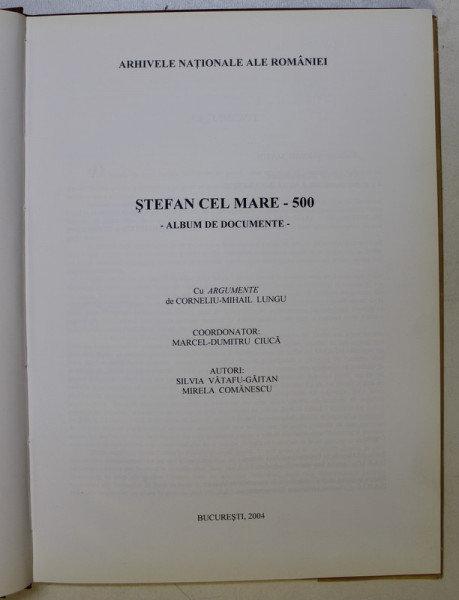 ARHIVELE NAȚIONALE ALE ROMÂNIEI
ȘTEFAN CEL MARE - 500
- ALBUM DE DOCUMENTE -
Cu ARGUMENTE
de CORNELIU-MIHAIL LUNGU
COORDONATOR:
MARCEL-DUMITRU CIUCĂ
AUTORI:
SILVIA VĂTAFU-GĂITAN
MIRELA COMĂNESCU
BUCUREȘTI, 2004